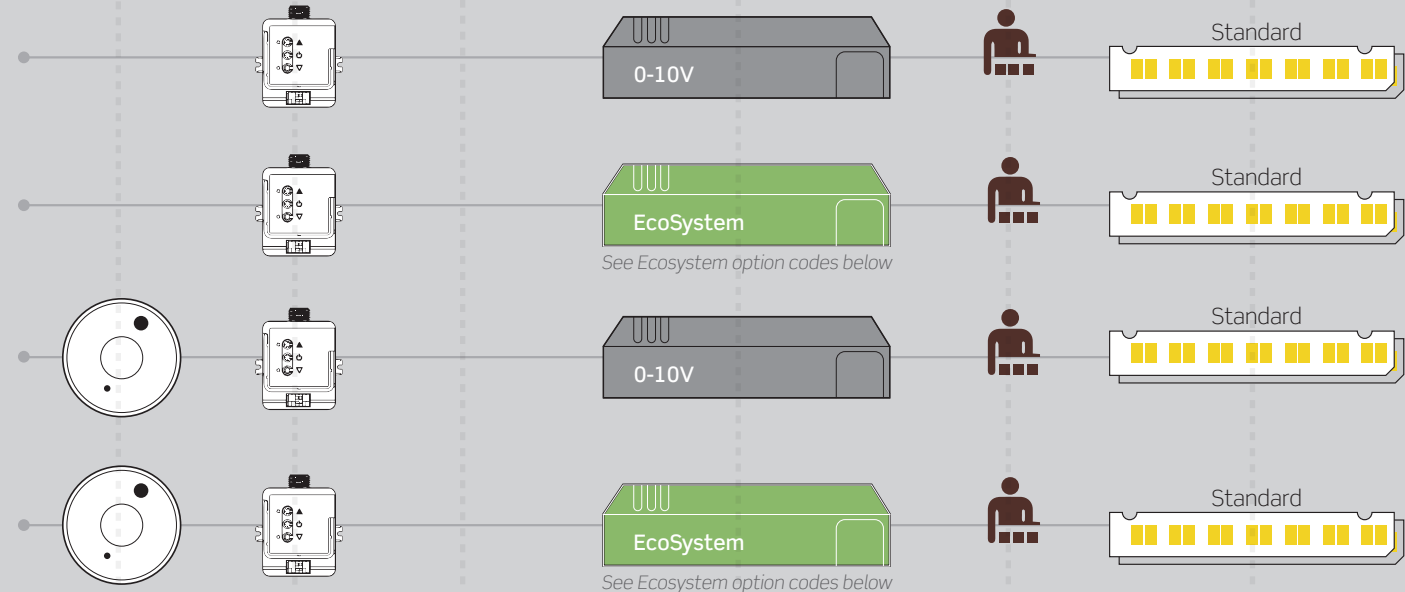 Standard
0-10V
Standard
EcoSystem
See Ecosystem option codes below
Standard
0-10V
Standard
EcoSystem
See Ecosystem option codes below